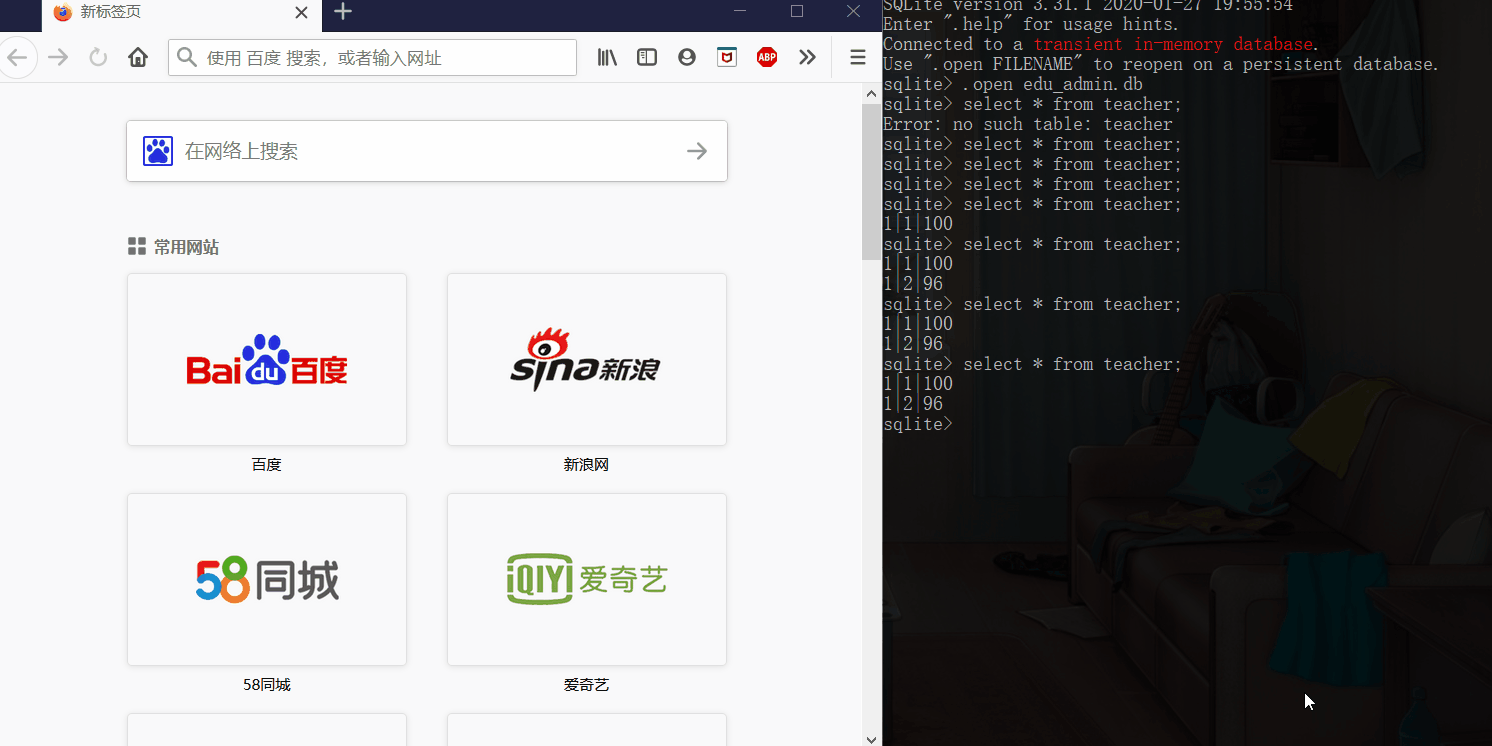 新标签页
使用 百度 搜索，或者输入网址
ABP
在网络上搜索
常用网站
Bai du 百度
sina 新浪
百度
新浪网
58同城
iQIYI 爱奇艺
58同城
爱奇艺
SQLite version 3.31.1 2020-01-27 19:55:54
Enter ".help" for usage hints.
Connected to a transient in-memory database.
Use ".open FILENAME" to reopen on a persistent database.
sqlite> .open edu_admin.db
sqlite> select * from teacher;
Error: no such table: teacher
sqlite> select * from teacher;
sqlite> select * from teacher;
sqlite> select * from teacher;
sqlite> select * from teacher;
1|1|100
sqlite> select * from teacher;
1|1|100
1|2|96
sqlite> select * from teacher;
1|1|100
1|2|96
sqlite> select * from teacher;
1|1|100
1|2|96
sqlite>